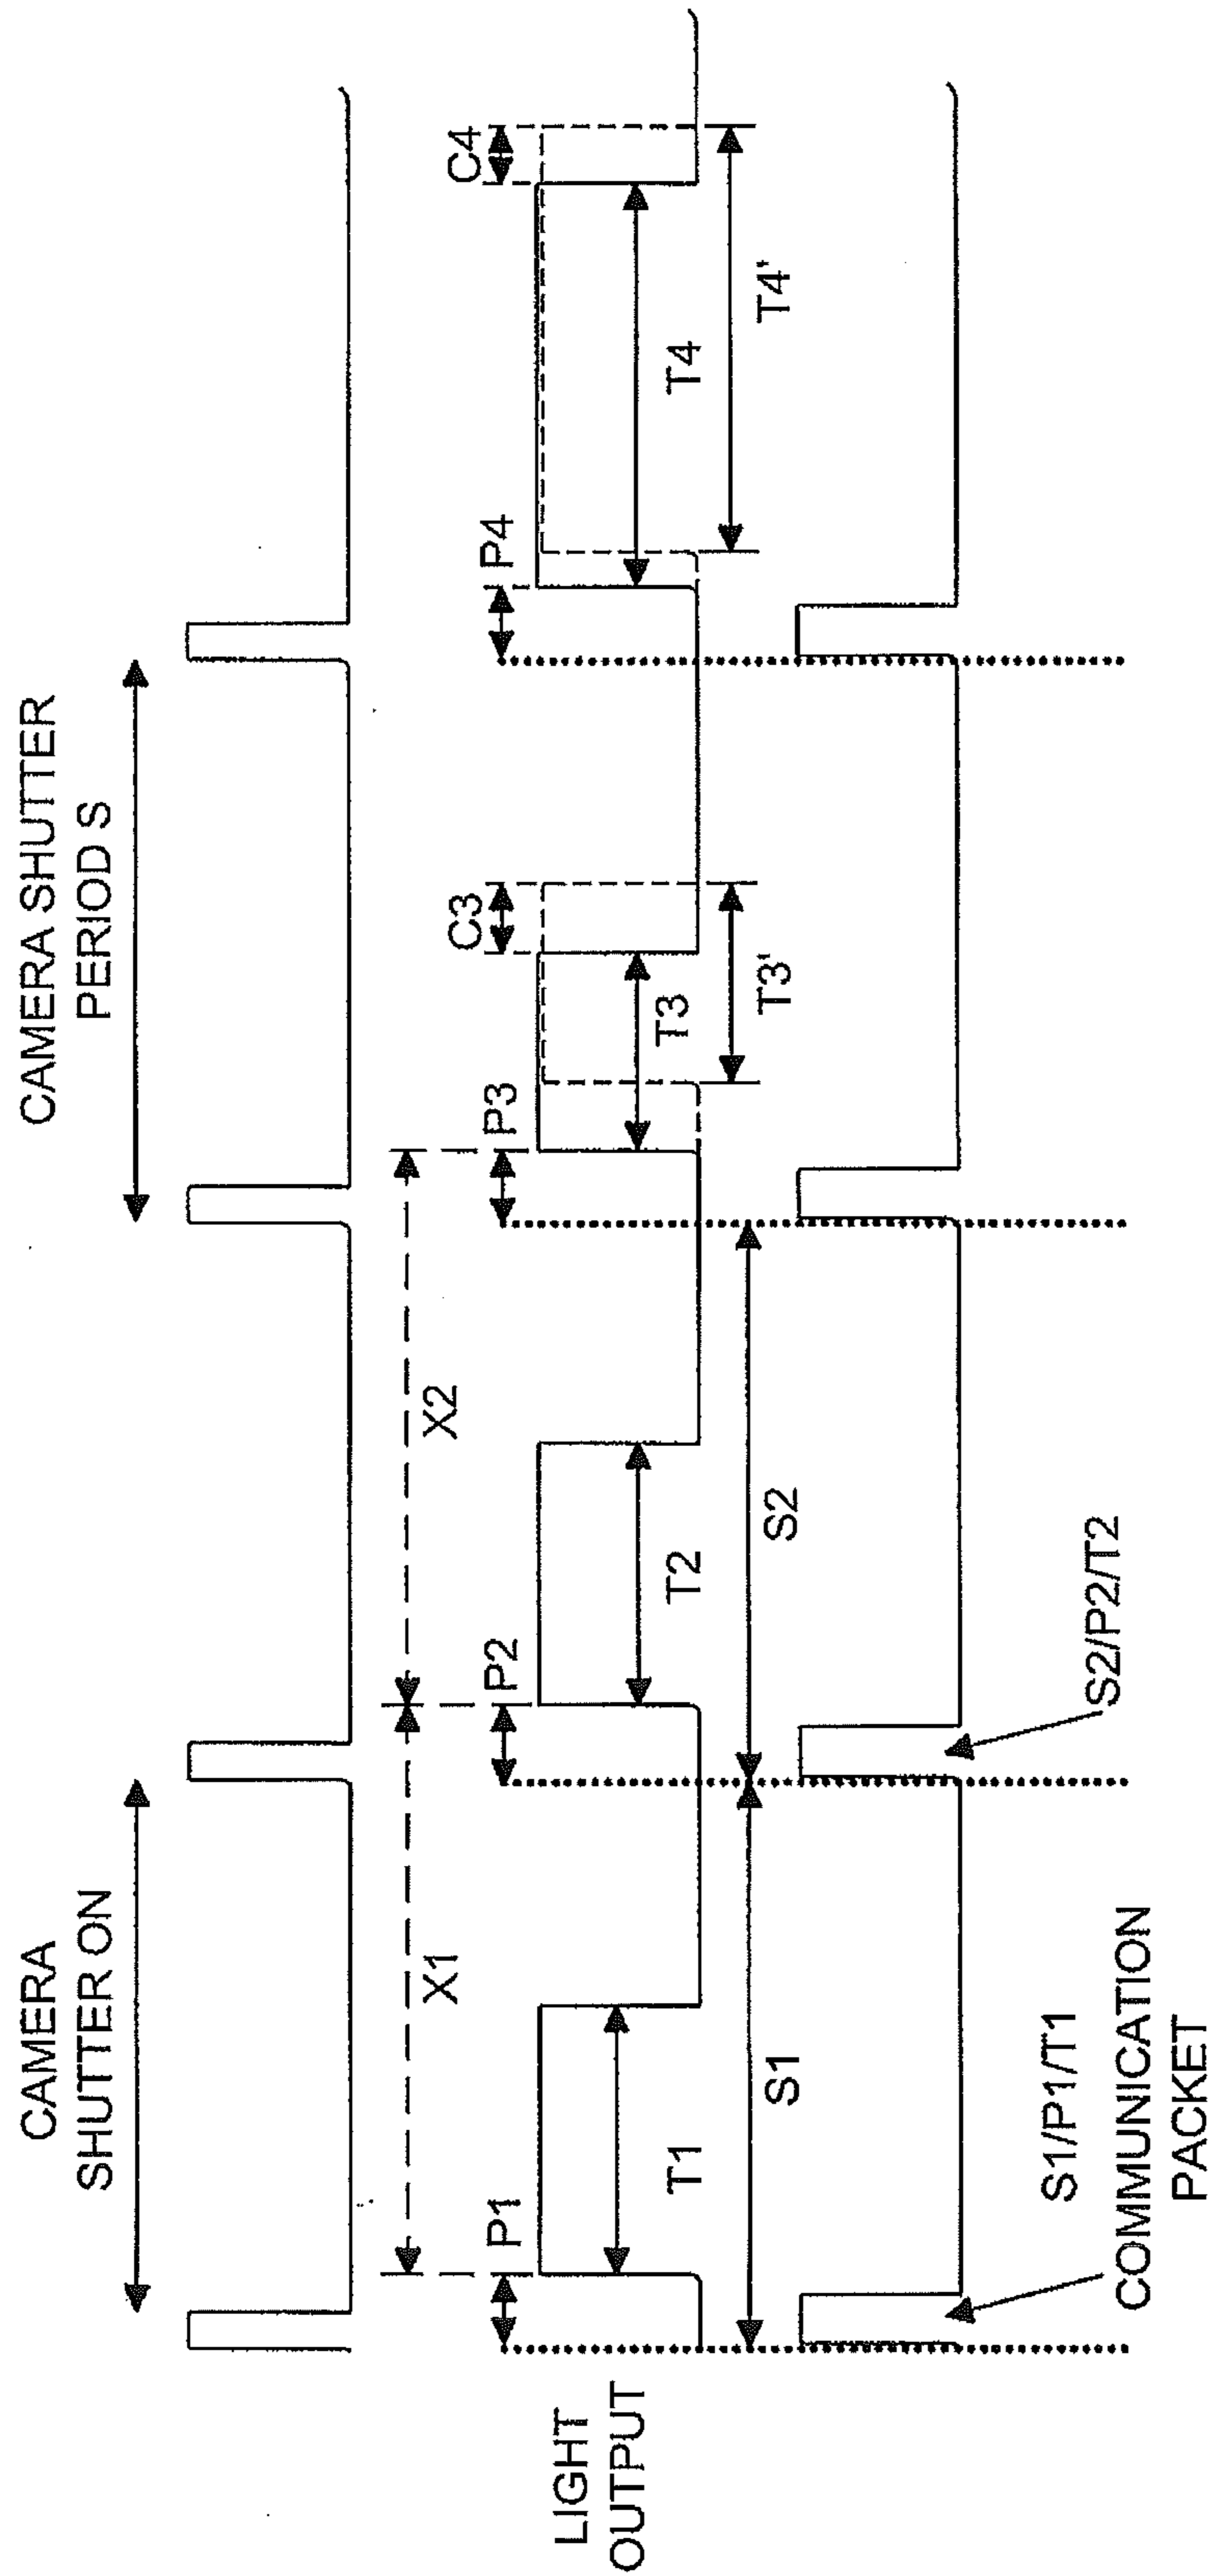 CAMERA
SHUTTER ON
CAMERA SHUTTER
PERIOD S
X1
X2
P1
P2
P3
C3
P4
C4
LIGHT
OUTPUT
T1
T2
T3
T4
S1
S2
T3'
T4'
S1/P1/T1
COMMUNICATION
PACKET
S2/P2/T2